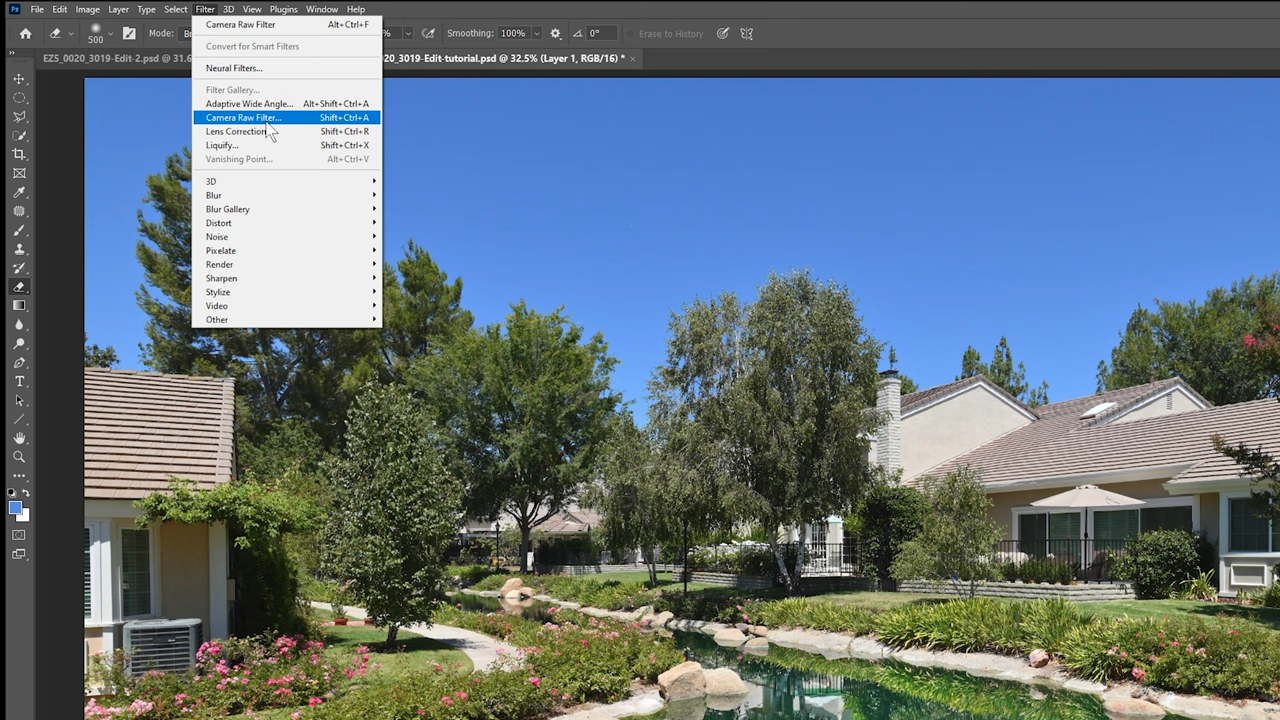 Ps File Edit Image Layer Type Select Filter 3D View Plugins Window Help
500 Mode: % Smoothing: 100% 0° Erase to History
EZ5_0020_3019-Edit-2.psd @ 31.6 20_3019-Edit-tutorial.psd @ 32.5% (Layer 1, RGB/16) *
Camera Raw Filter Alt+Ctrl+F
Convert for Smart Filters
Neural Filters...
Filter Gallery...
Adaptive Wide Angle... Alt+Shift+Ctrl+A
Camera Raw Filter... Shift+Ctrl+A
Lens Correction Shift+Ctrl+R
Liquify... Shift+Ctrl+X
Vanishing Point... Alt+Ctrl+V
3D
Blur
Blur Gallery
Distort
Noise
Pixelate
Render
Sharpen
Stylize
Video
Other